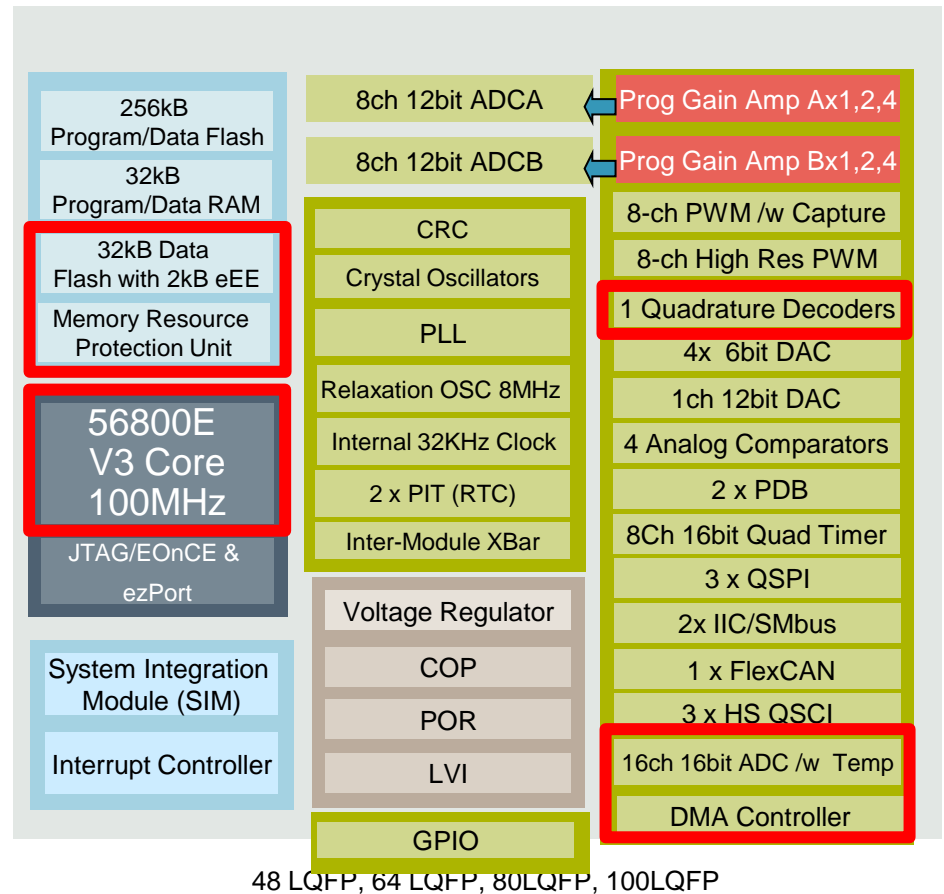 256kB
Program/Data Flash
32kB
Program/Data RAM
32kB Data
Flash with 2kB eEE
Memory Resource
Protection Unit
56800E
V3 Core
100MHz
JTAG/EOnCE &
ezPort
System Integration
Module (SIM)
Interrupt Controller
8ch 12bit ADCA
8ch 12bit ADCB
CRC
Crystal Oscillators
PLL
Relaxation OSC 8MHz
Internal 32KHz Clock
2 x PIT (RTC)
Inter-Module XBar
Voltage Regulator
COP
POR
LVI
GPIO
Prog Gain Amp Ax1,2,4
Prog Gain Amp Bx1,2,4
8-ch PWM /w Capture
8-ch High Res PWM
1 Quadrature Decoders
4x 6bit DAC
1ch 12bit DAC
4 Analog Comparators
2 x PDB
8Ch 16bit Quad Timer
3 x QSPI
2x IIC/SMbus
1 x FlexCAN
3 x HS QSCI
16ch 16bit ADC /w Temp
DMA Controller
48 LQFP, 64 LQFP, 80LQFP, 100LQFP